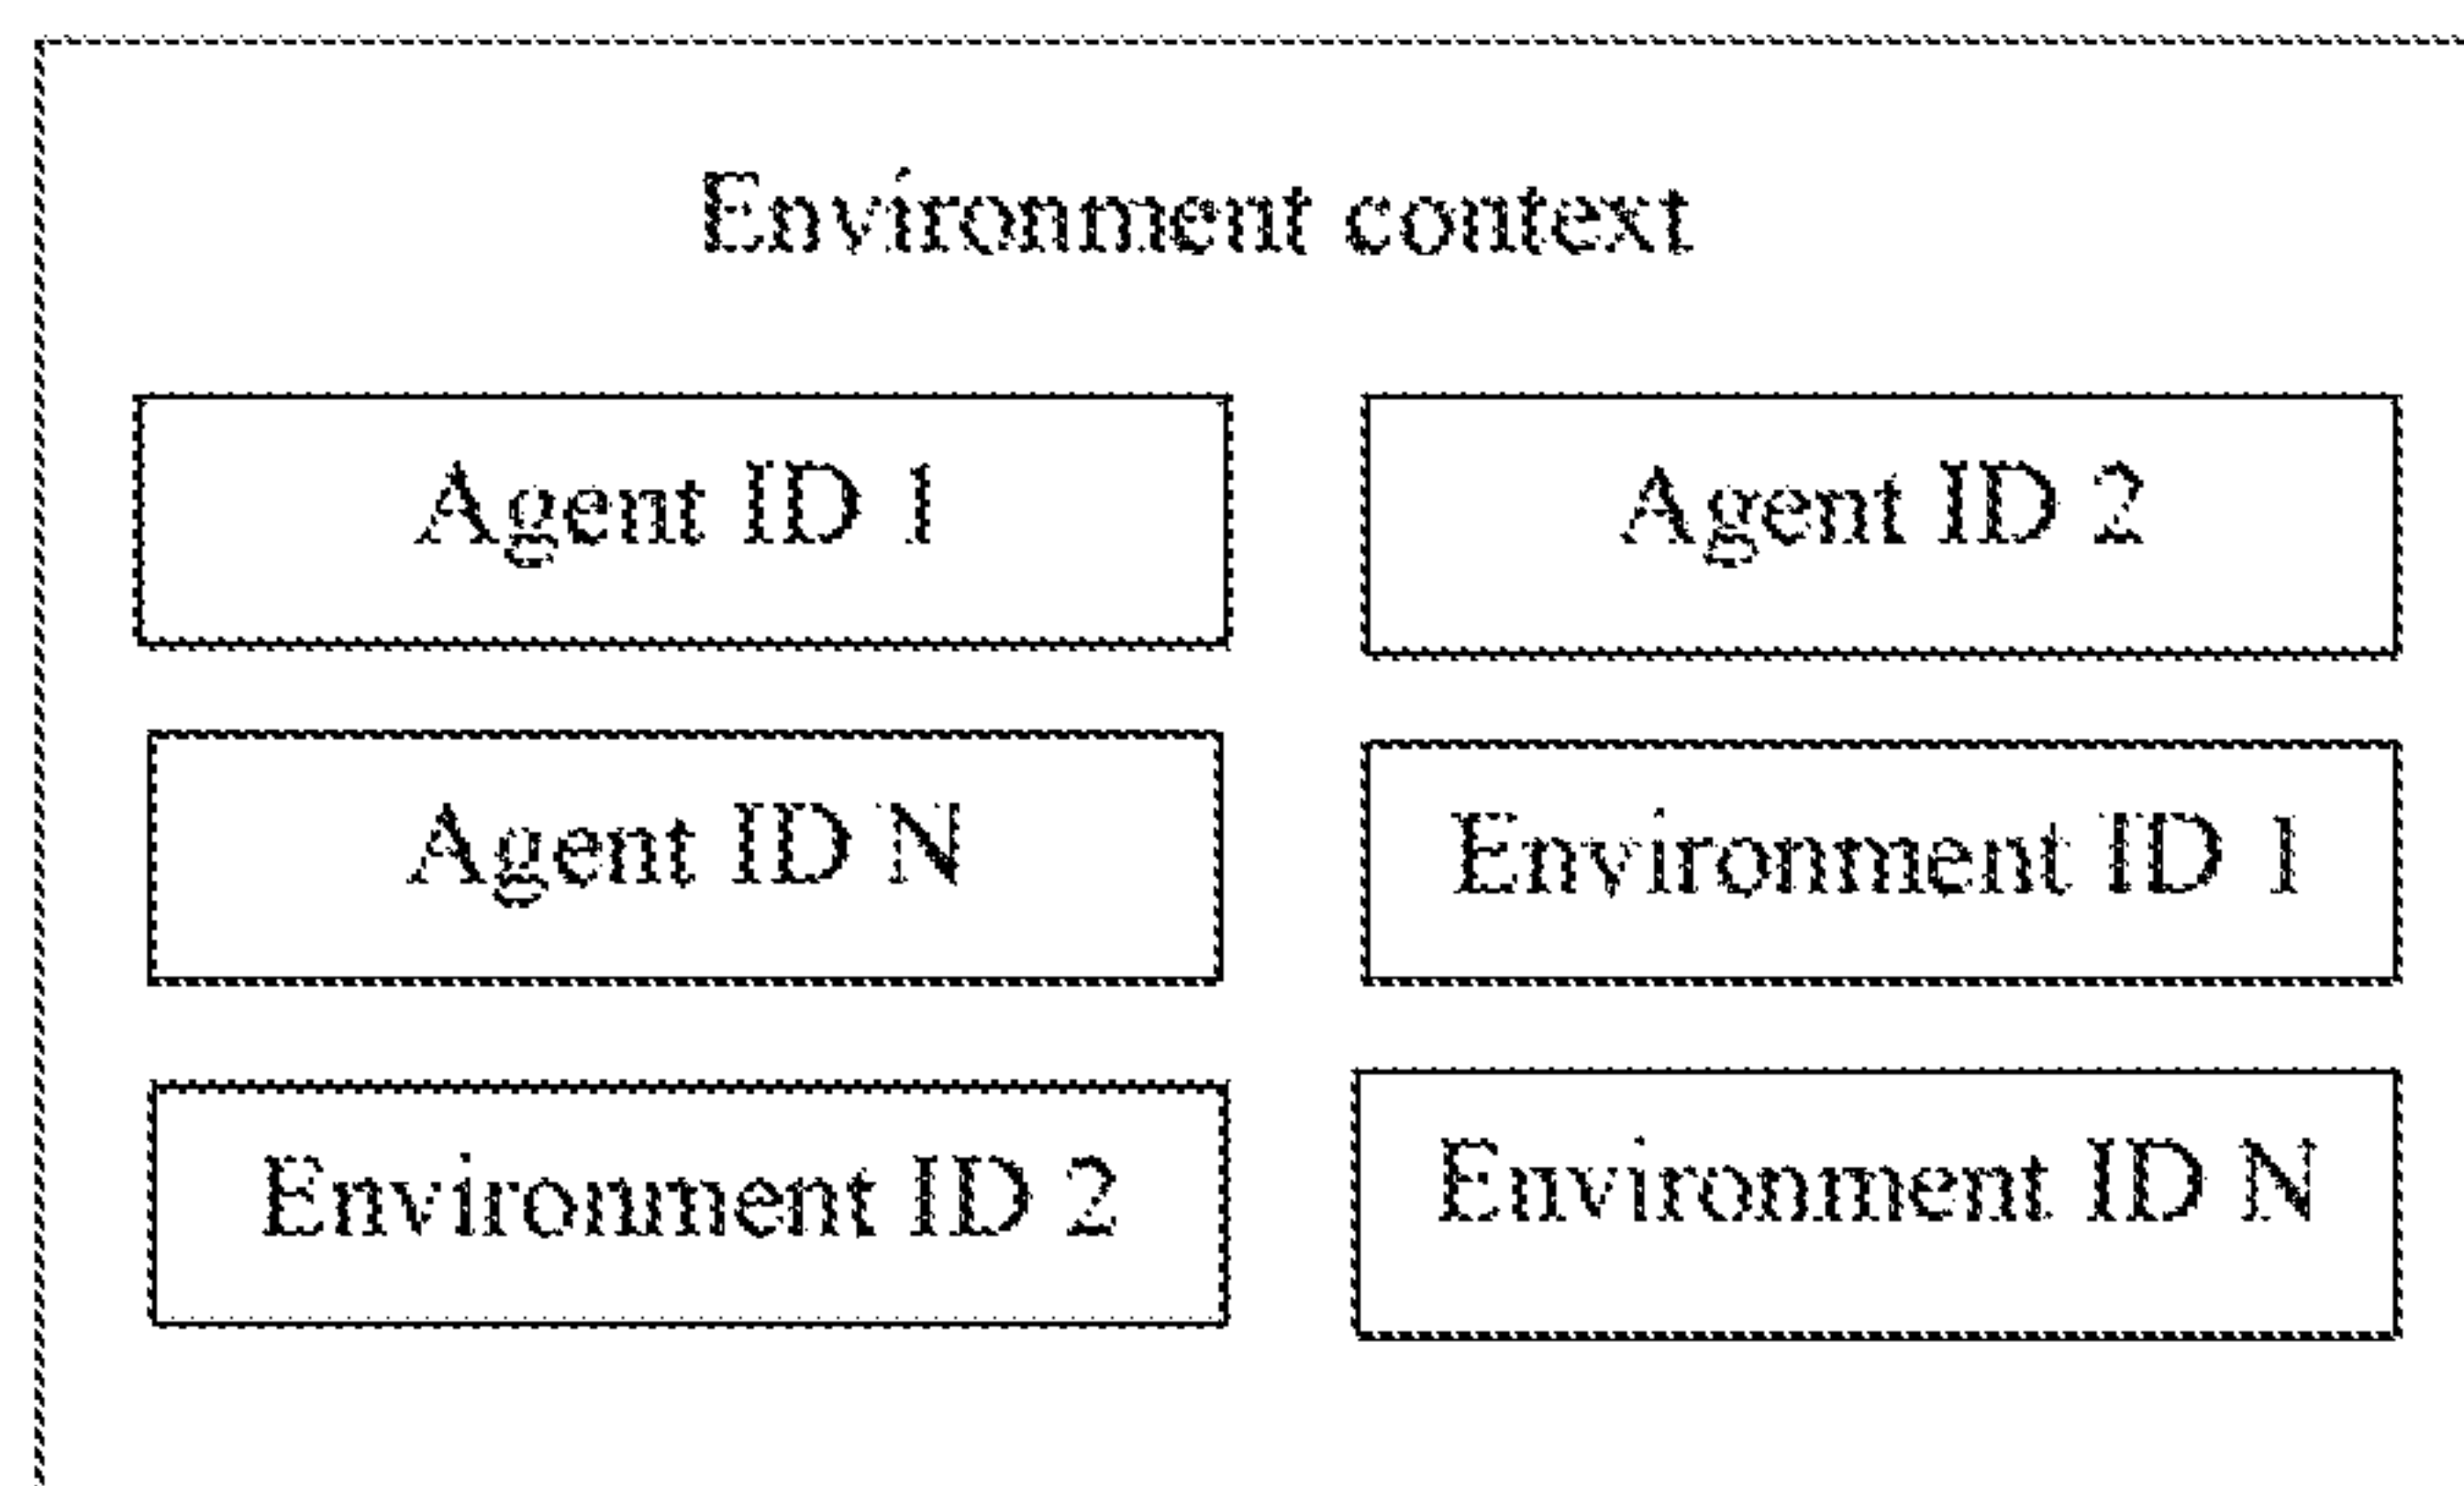 Environment context
Agent ID 1
Agent ID 2
Agent ID N
Environment ID 1
Environment ID 2
Environment ID N